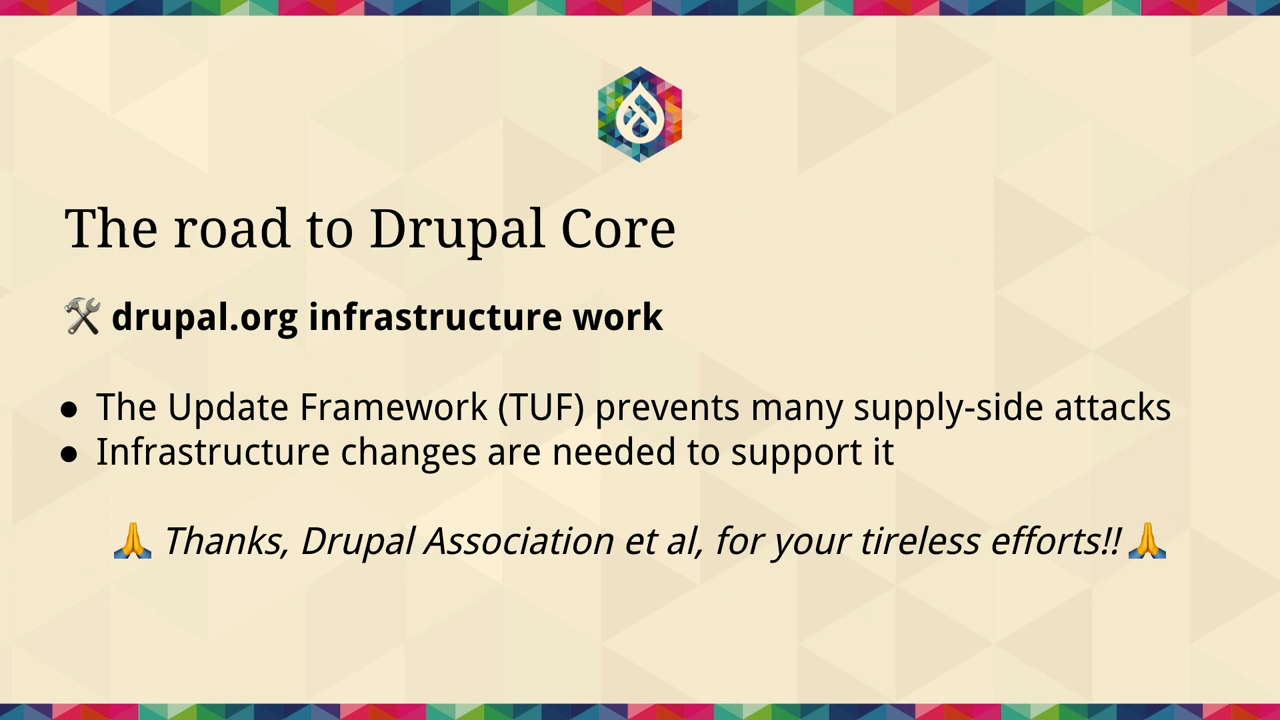 The road to Drupal Core
🛠 drupal.org infrastructure work
● The Update Framework (TUF) prevents many supply-side attacks
● Infrastructure changes are needed to support it
🙏 Thanks, Drupal Association et al, for your tireless efforts!! 🙏